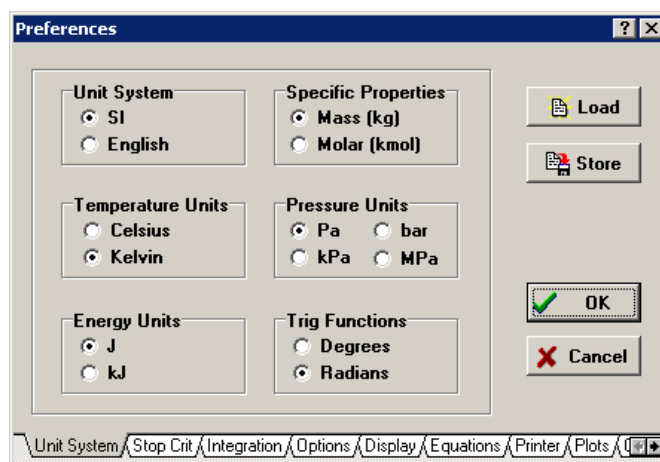 Preferences
Unit System
SI
English
Specific Properties
Mass (kg)
Molar (kmol)
Load
Store
Temperature Units
Celsius
Kelvin
Pressure Units
Pa bar
kPa MPa
Energy Units
J
kJ
Trig Functions
Degrees
Radians
OK
Cancel
Unit System Stop Crit Integration Options Display Equations Printer Plots